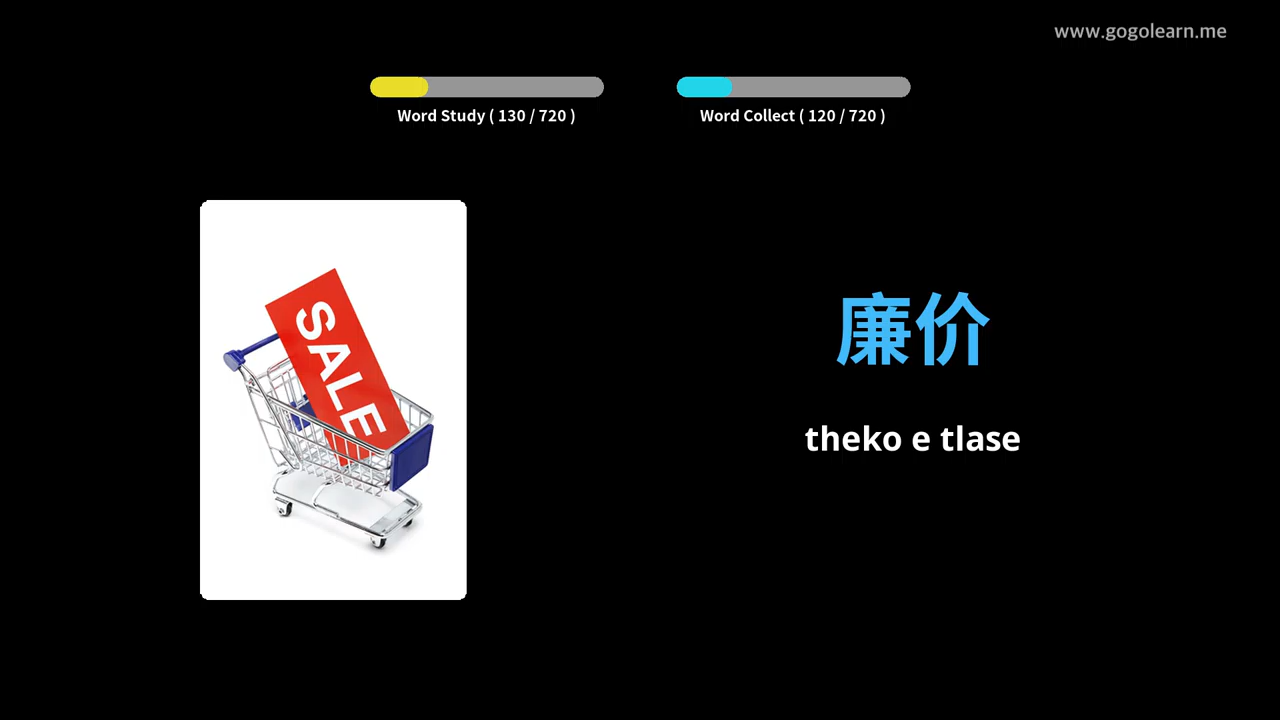 www.gogolearn.me
Word Study ( 130 / 720 )
Word Collect ( 120 / 720 )
SALE
廉价
theko e tlase